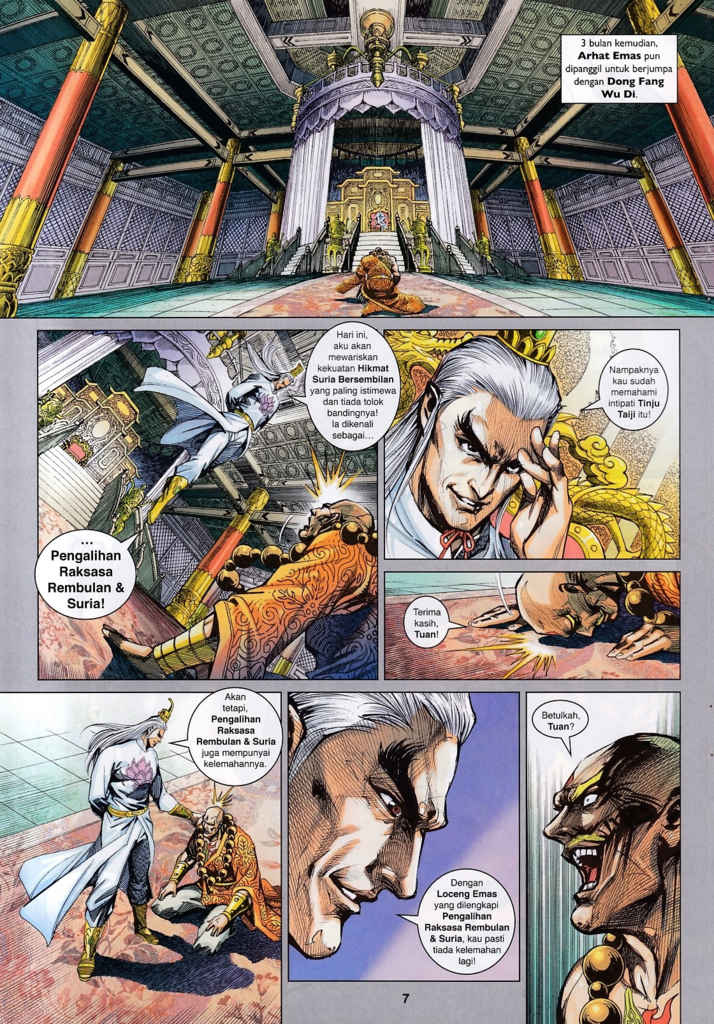 3 bulan kemudian,
Arhat Emas pun
dipanggil untuk berjumpa
dengan Dong Fang
Wu Di.
Hari ini,
aku akan
mewariskan
kekuatan Hikmat
Suria Bersembilan
yang paling istimewa
dan tiada tolok
bandingnya!
Ia dikenali
sebagai...
...
Pengalihan
Raksasa
Rembulan &
Suria!
Nampaknya
kau sudah
memahami
intipati Tinju
Taiji itu!
Terima
kasih,
Tuan!
Akan
tetapi,
Pengalihan
Raksasa
Rembulan & Suria
juga mempunyai
kelemahannya.
Dengan
Loceng Emas
yang dilengkapi
Pengalihan
Raksasa Rembulan
& Suria, kau pasti
tiada kelemahan
lagi!
Betulkah,
Tuan?
7